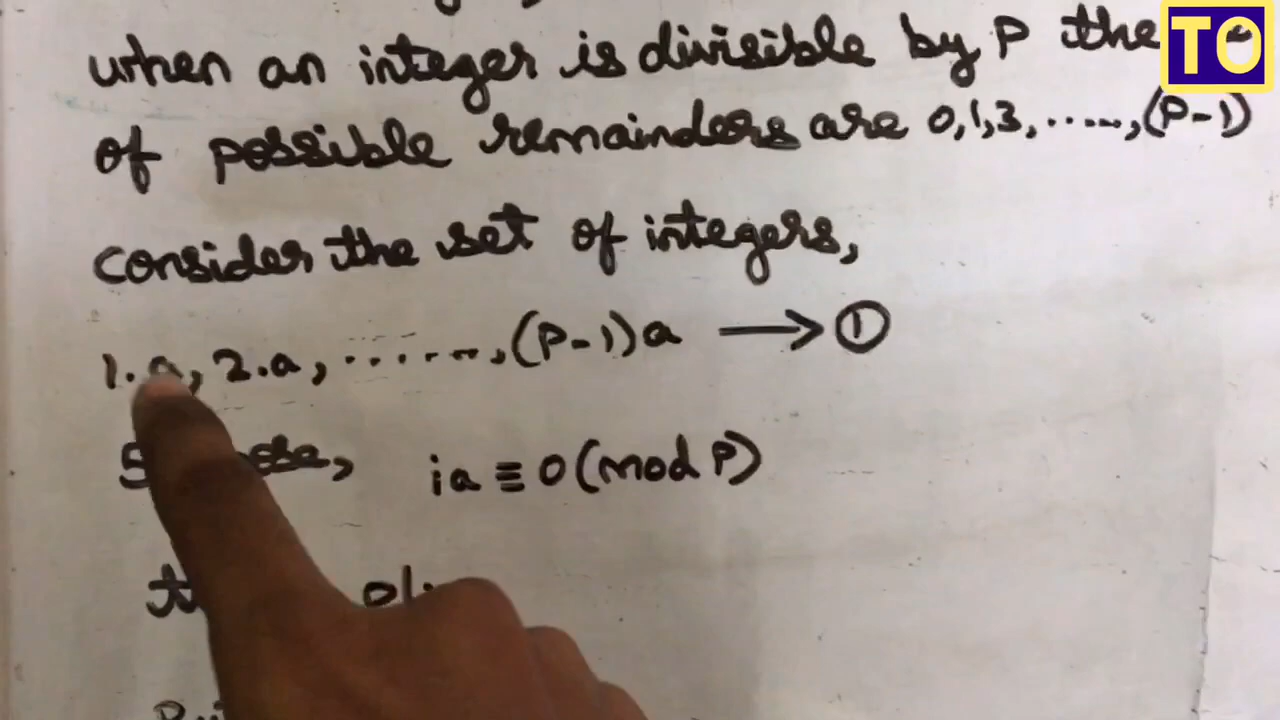 when an integer is divisible by P the
TO
of possible remainders are 0,1,3,.....,(P-1)
consider the set of integers,
1.a, 2.a, ......., (P-1)a → ①
ia ≡ 0 (mod P)